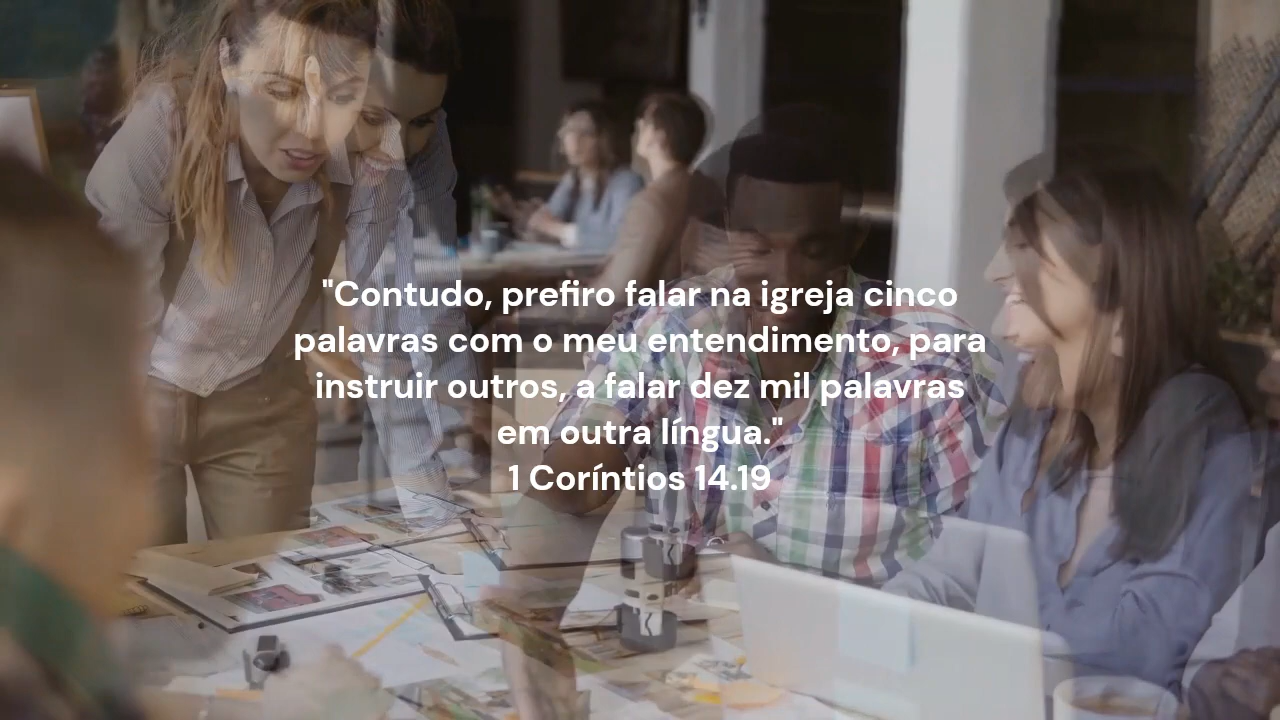 "Contudo, prefiro falar na igreja cinco
palavras com o meu entendimento, para
instruir outros, a falar dez mil palavras
em outra língua."
1 Coríntios 14.19